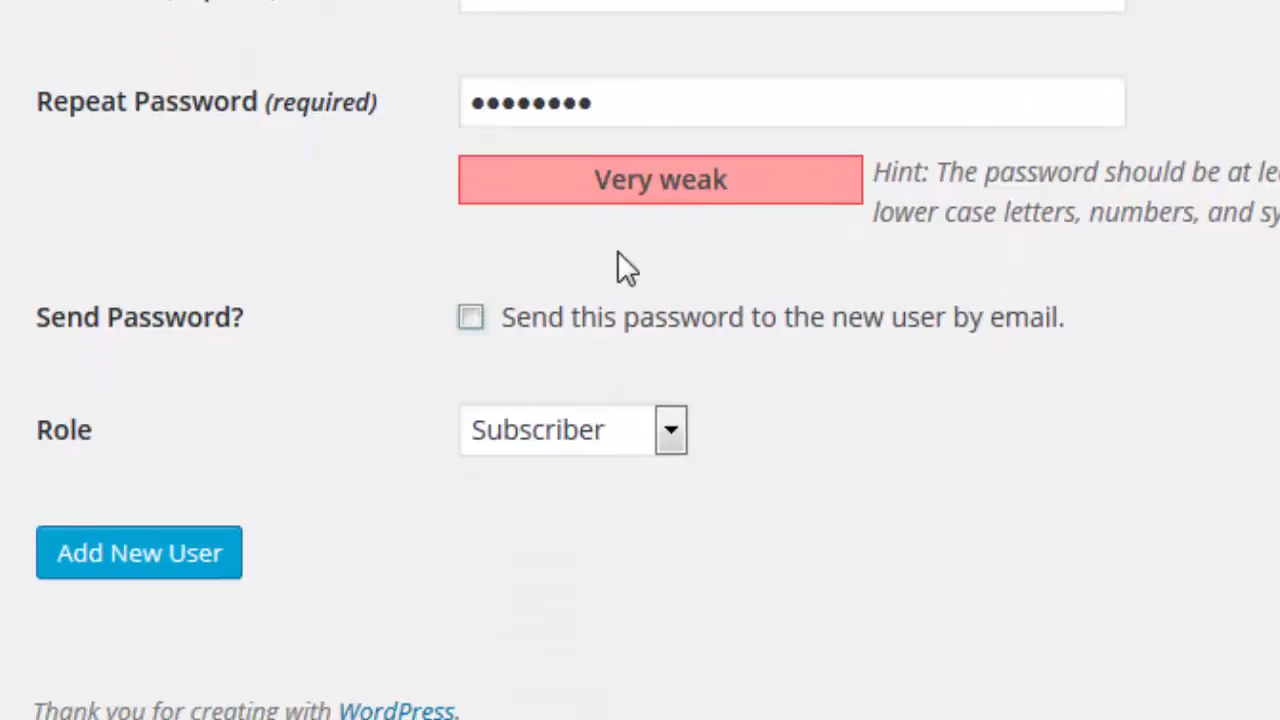 Repeat Password (required)
••••••••
Very weak
Hint: The password should be at
lower case letters, numbers, and
Send Password?
Send this password to the new user by email.
Role
Subscriber
Add New User
Thank you for creating with WordPress.